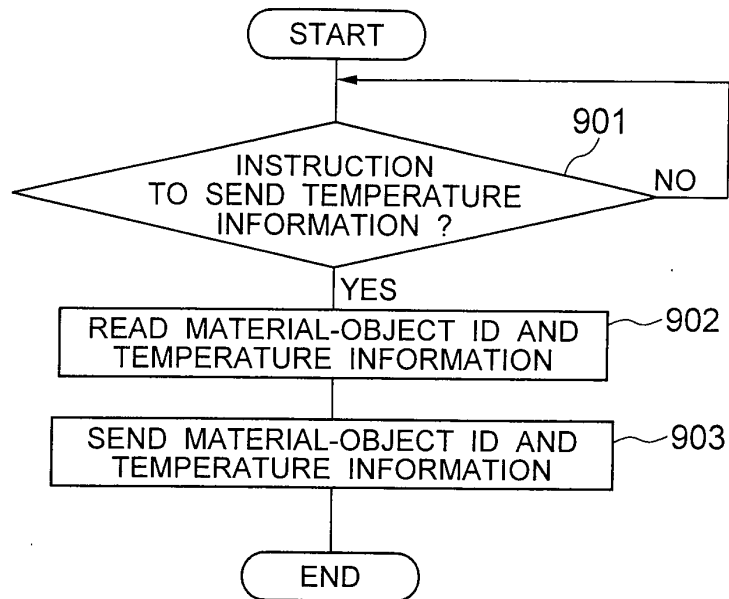 START
901
INSTRUCTION
TO SEND TEMPERATURE
INFORMATION ?
NO
YES
READ MATERIAL-OBJECT ID AND
TEMPERATURE INFORMATION
902
SEND MATERIAL-OBJECT ID AND
TEMPERATURE INFORMATION
903
END